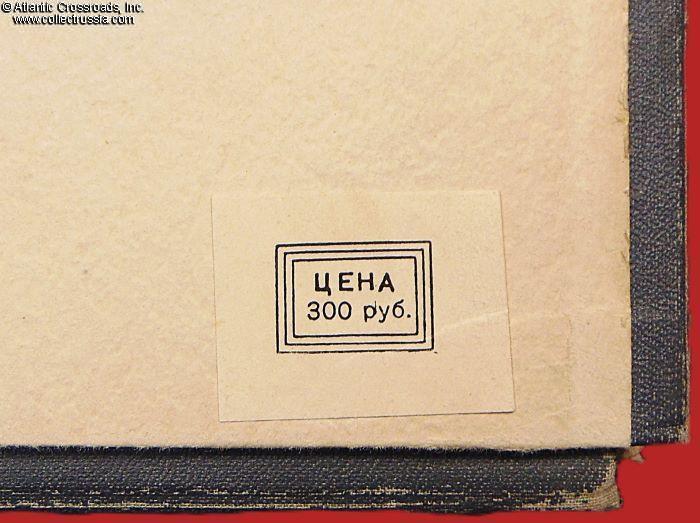 © Atlantic Crossroads, Inc.
www.collectrussia.com
ЦЕНА
300 руб.